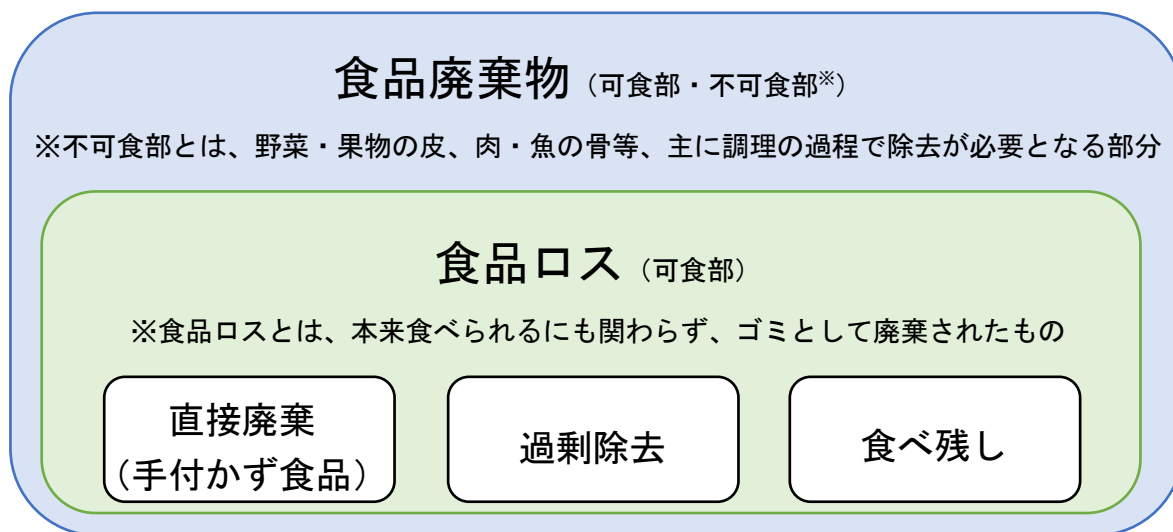 食品廃棄物（可食部・不可食部※）
※不可食部とは、野菜・果物の皮、肉・魚の骨等、主に調理の過程で除去が必要となる部分
食品ロス（可食部）
※食品ロスとは、本来食べられるにも関わらず、ゴミとして廃棄されたもの
直接廃棄
（手付かず食品）
過剰除去
食べ残し